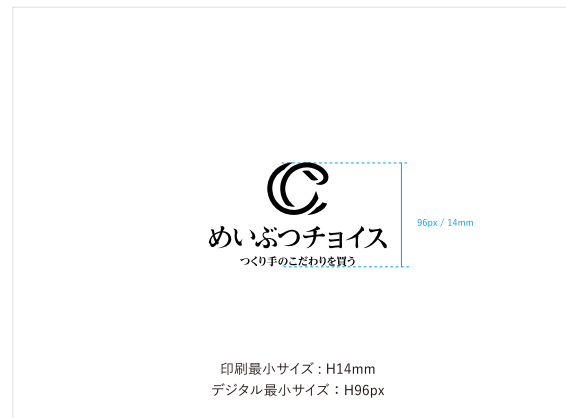 めいぶつチョイス
つくり手のこだわりを買う
96px / 14mm
印刷最小サイズ : H14mm
デジタル最小サイズ：H96px